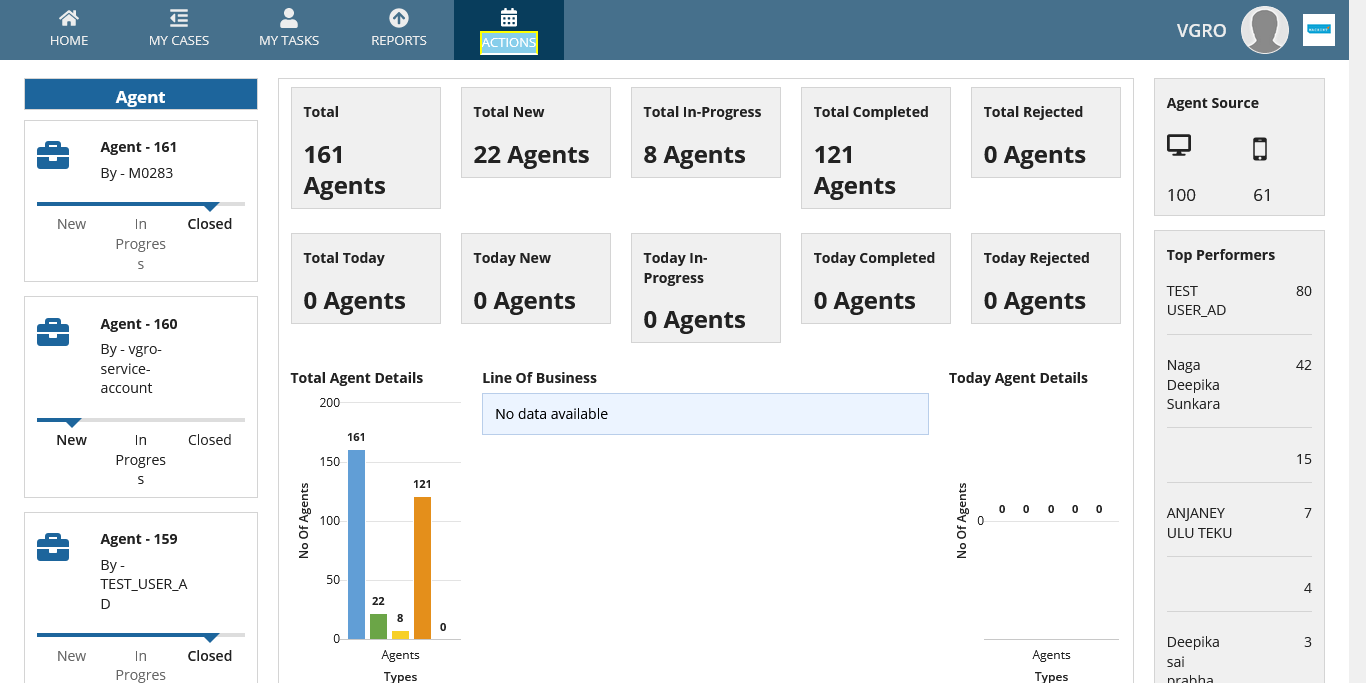 HOME
MY CASES
MY TASKS
REPORTS
ACTIONS
VGRO
Agent
Agent - 161
By - M0283
New
In
Progres
s
Closed
Agent - 160
By - vgro-
service-
account
New
In
Progres
s
Closed
Agent - 159
By -
TEST_USER_A
D
New
In
Progres
Closed
Total
161
Agents
Total New
22 Agents
Total In-Progress
8 Agents
Total Completed
121
Agents
Total Rejected
0 Agents
Total Today
0 Agents
Today New
0 Agents
Today In-
Progress
0 Agents
Today Completed
0 Agents
Today Rejected
0 Agents
Total Agent Details
No Of Agents
200
150
100
50
0
161
22
8
121
0
Agents
Types
Line Of Business
No data available
Today Agent Details
No Of Agents
0
0 0 0 0 0
Agents
Types
Agent Source
100 61
Top Performers
TEST 80
USER_AD
Naga 42
Deepika
Sunkara
15
ANJANEY 7
ULU TEKU
4
Deepika 3
sai
prabha